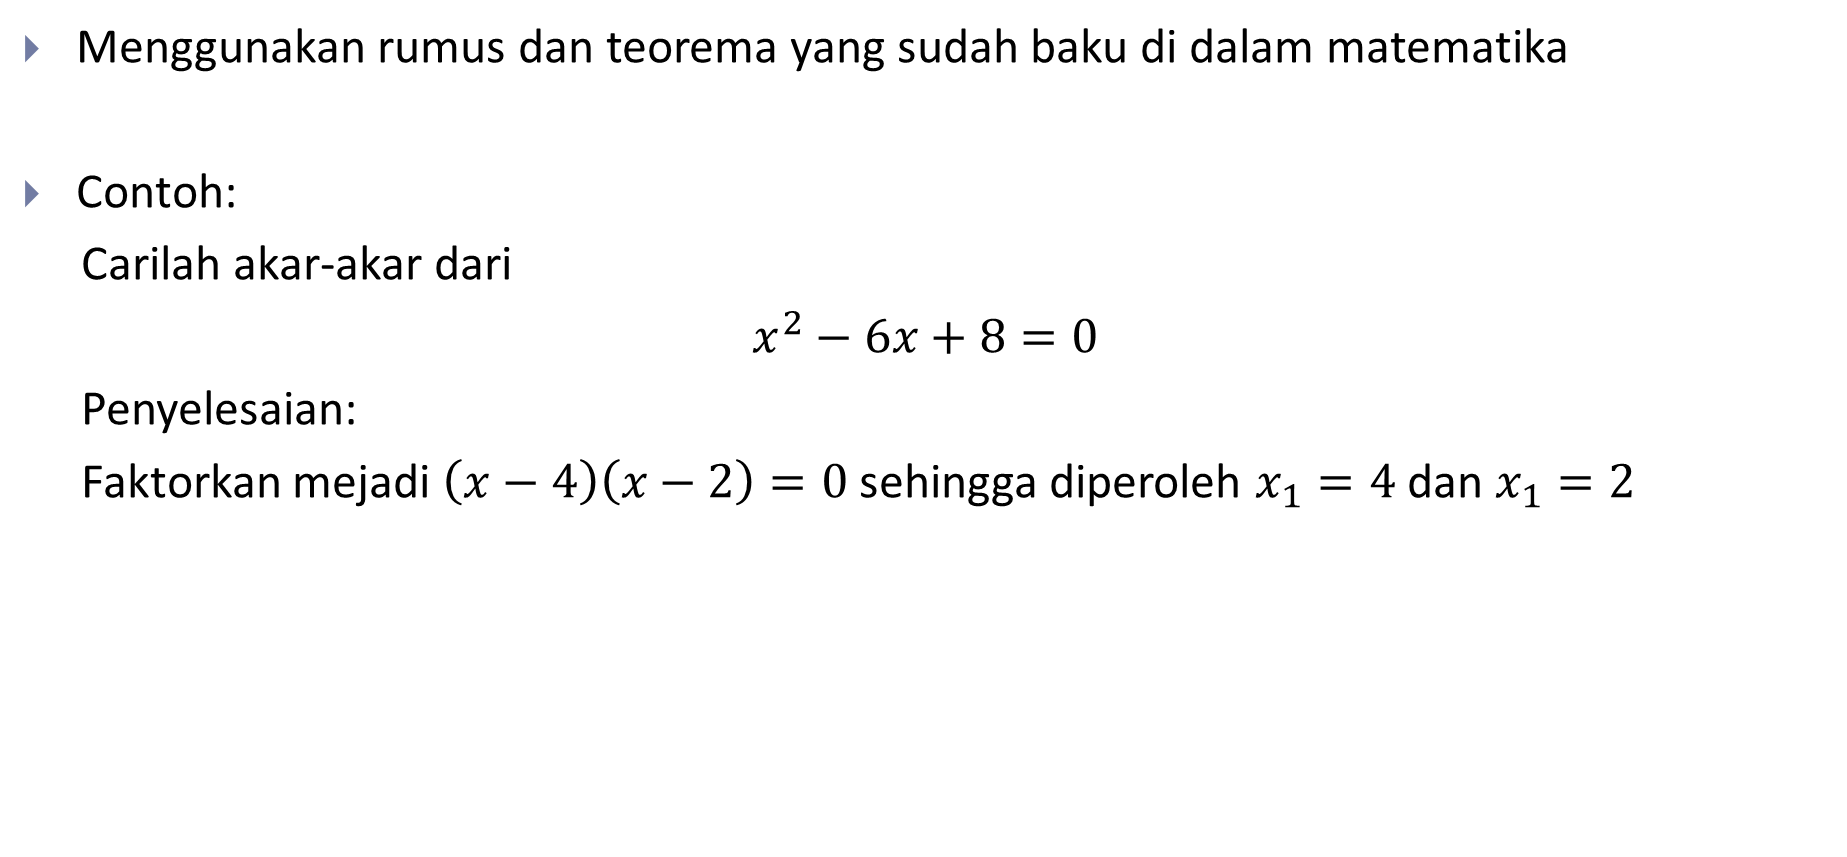 Menggunakan rumus dan teorema yang sudah baku di dalam matematika
Contoh:
Carilah akar-akar dari
x² − 6x + 8 = 0
Penyelesaian:
Faktorkan mejadi (x − 4)(x − 2) = 0 sehingga diperoleh x₁ = 4 dan x₁ = 2